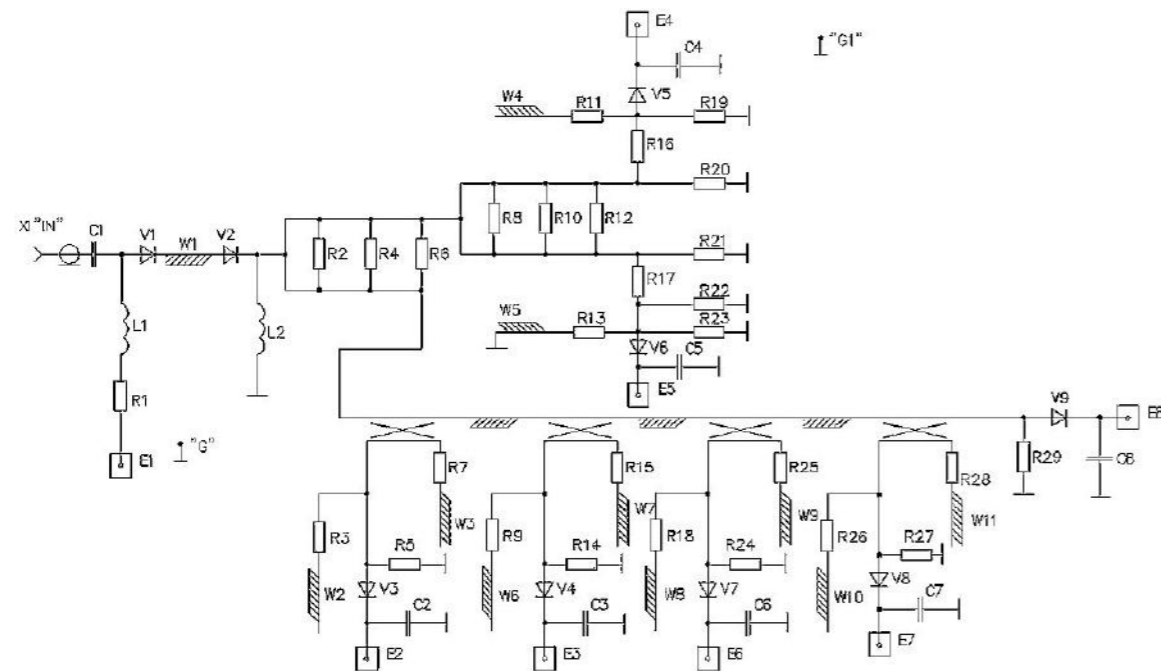 E4
C4
"G1"
V5
W4
R11
R19
R16
R20
X1"IN"
C1
V1
W1
V2
R2
R4
R6
R8
R10
R12
R21
R17
R22
W5
R13
R23
L1
L2
V6
C5
R1
E5
E1
"G"
V9
E8
R7
R15
R25
R28
R29
C8
R3
W3
R9
W7
R18
W9
R26
W11
R5
R14
R24
R27
W2
V3
W6
V4
W8
V7
W10
V8
C2
C3
C6
C7
E2
E3
E6
E7